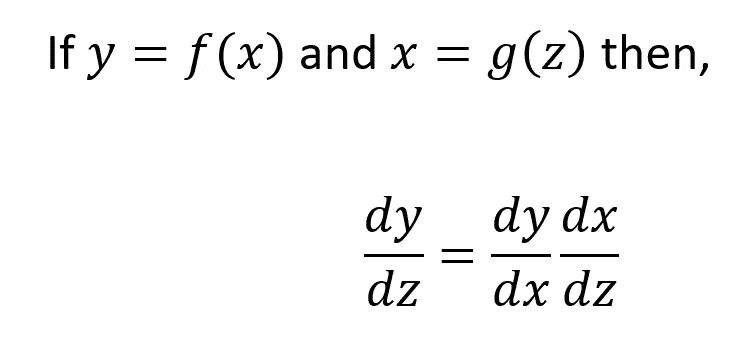 If y = f(x) and x = g(z) then,
dy/dz = dy/dx dx/dz